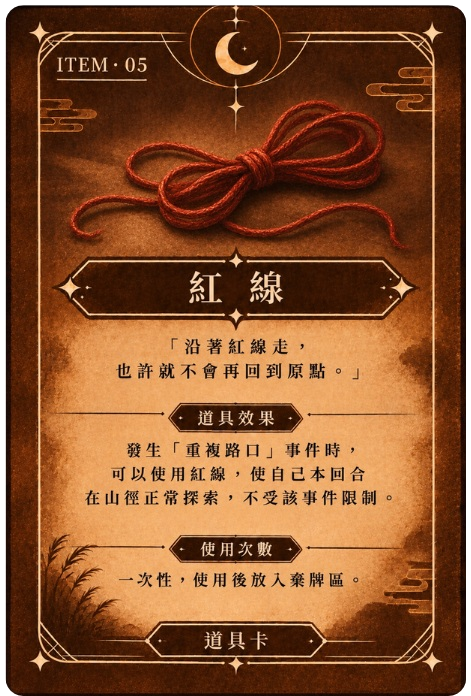 ITEM · 05
紅線
「沿著紅線走，
也許就不會再回到原點。」
道具效果
發生「重複路口」事件時，
可以使用紅線，使自己本回合
在山徑正常探索，不受該事件限制。
使用次數
一次性，使用後放入棄牌區。
道具卡